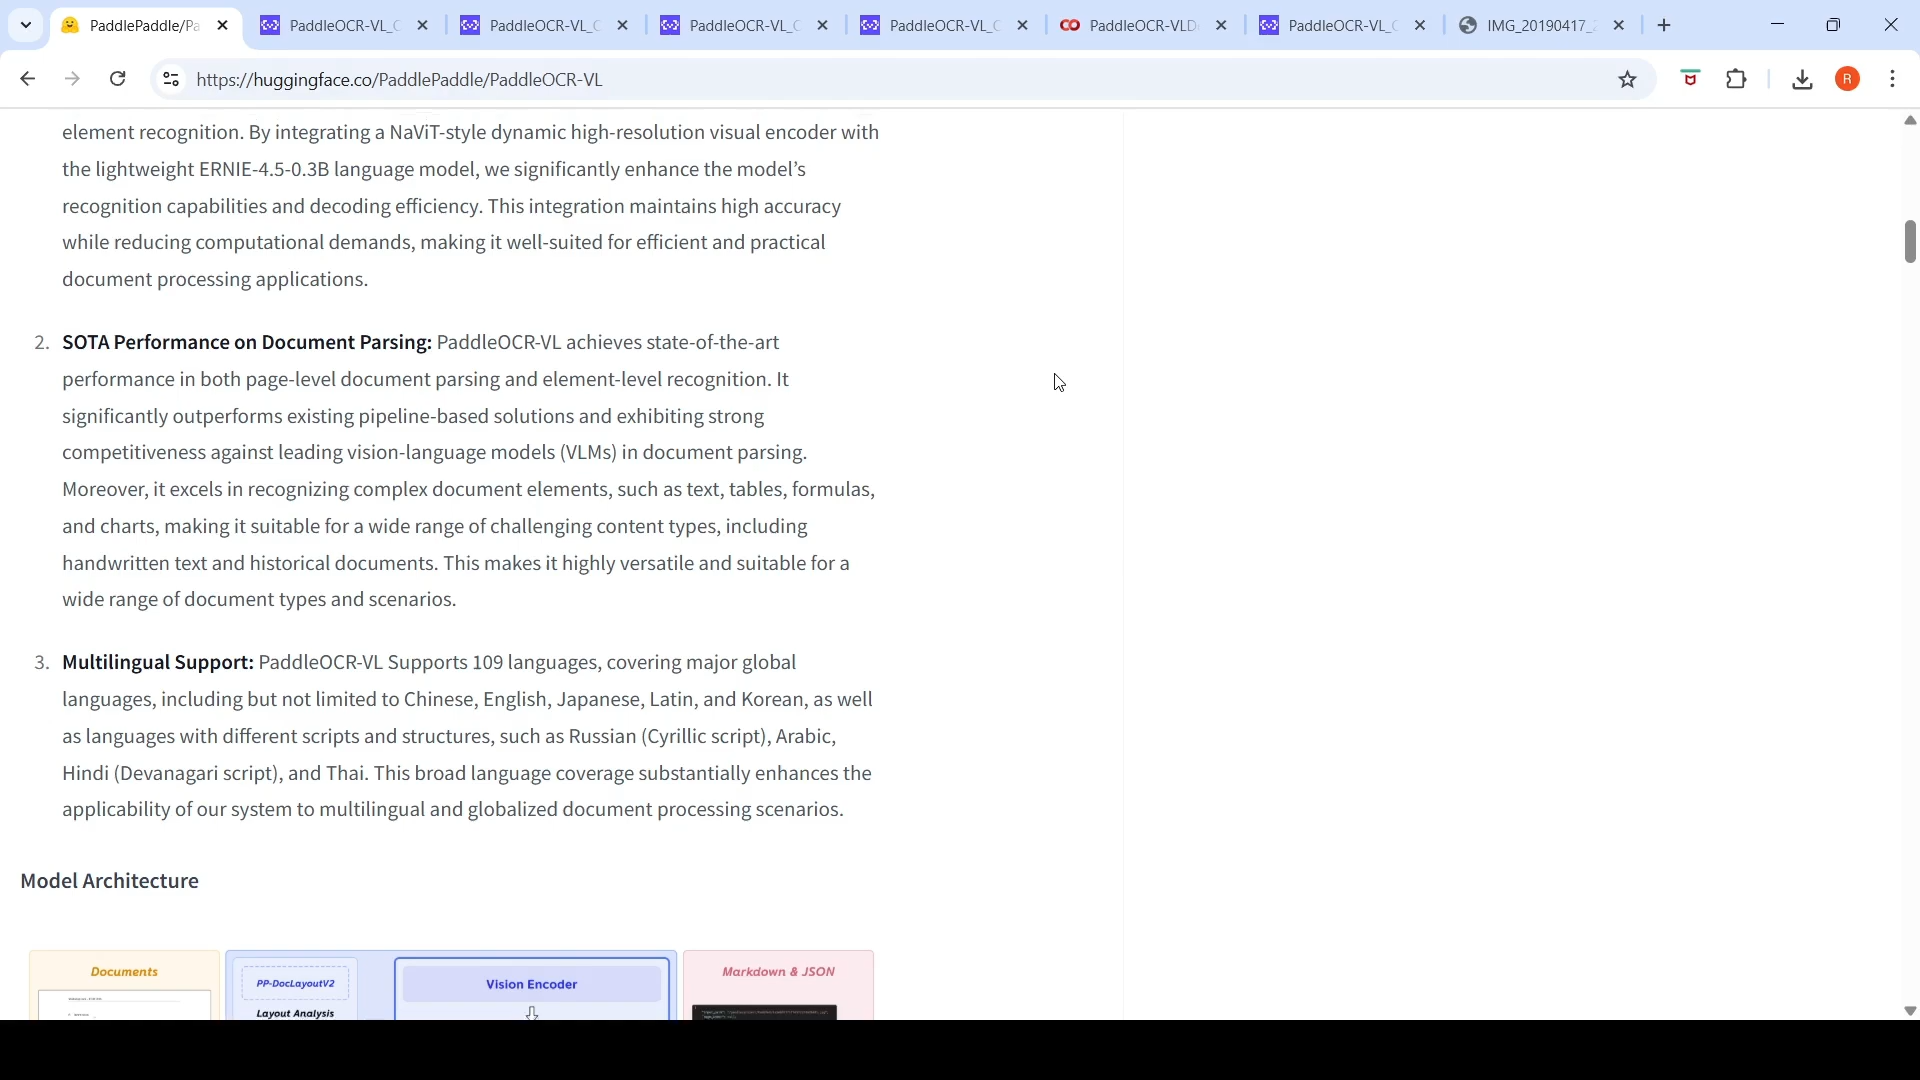 PaddlePaddle/Pa
PaddleOCR-VL_C
PaddleOCR-VL_C
PaddleOCR-VL_C
PaddleOCR-VL_C
PaddleOCR-VLD
PaddleOCR-VL_C
IMG_20190417_2
https://huggingface.co/PaddlePaddle/PaddleOCR-VL
R
element recognition. By integrating a NaViT-style dynamic high-resolution visual encoder with
the lightweight ERNIE-4.5-0.3B language model, we significantly enhance the model’s
recognition capabilities and decoding efficiency. This integration maintains high accuracy
while reducing computational demands, making it well-suited for efficient and practical
document processing applications.
2. SOTA Performance on Document Parsing: PaddleOCR-VL achieves state-of-the-art
performance in both page-level document parsing and element-level recognition. It
significantly outperforms existing pipeline-based solutions and exhibiting strong
competitiveness against leading vision-language models (VLMs) in document parsing.
Moreover, it excels in recognizing complex document elements, such as text, tables, formulas,
and charts, making it suitable for a wide range of challenging content types, including
handwritten text and historical documents. This makes it highly versatile and suitable for a
wide range of document types and scenarios.
3. Multilingual Support: PaddleOCR-VL Supports 109 languages, covering major global
languages, including but not limited to Chinese, English, Japanese, Latin, and Korean, as well
as languages with different scripts and structures, such as Russian (Cyrillic script), Arabic,
Hindi (Devanagari script), and Thai. This broad language coverage substantially enhances the
applicability of our system to multilingual and globalized document processing scenarios.
Model Architecture
Documents
PP-DocLayoutV2
Layout Analysis
Vision Encoder
Markdown & JSON